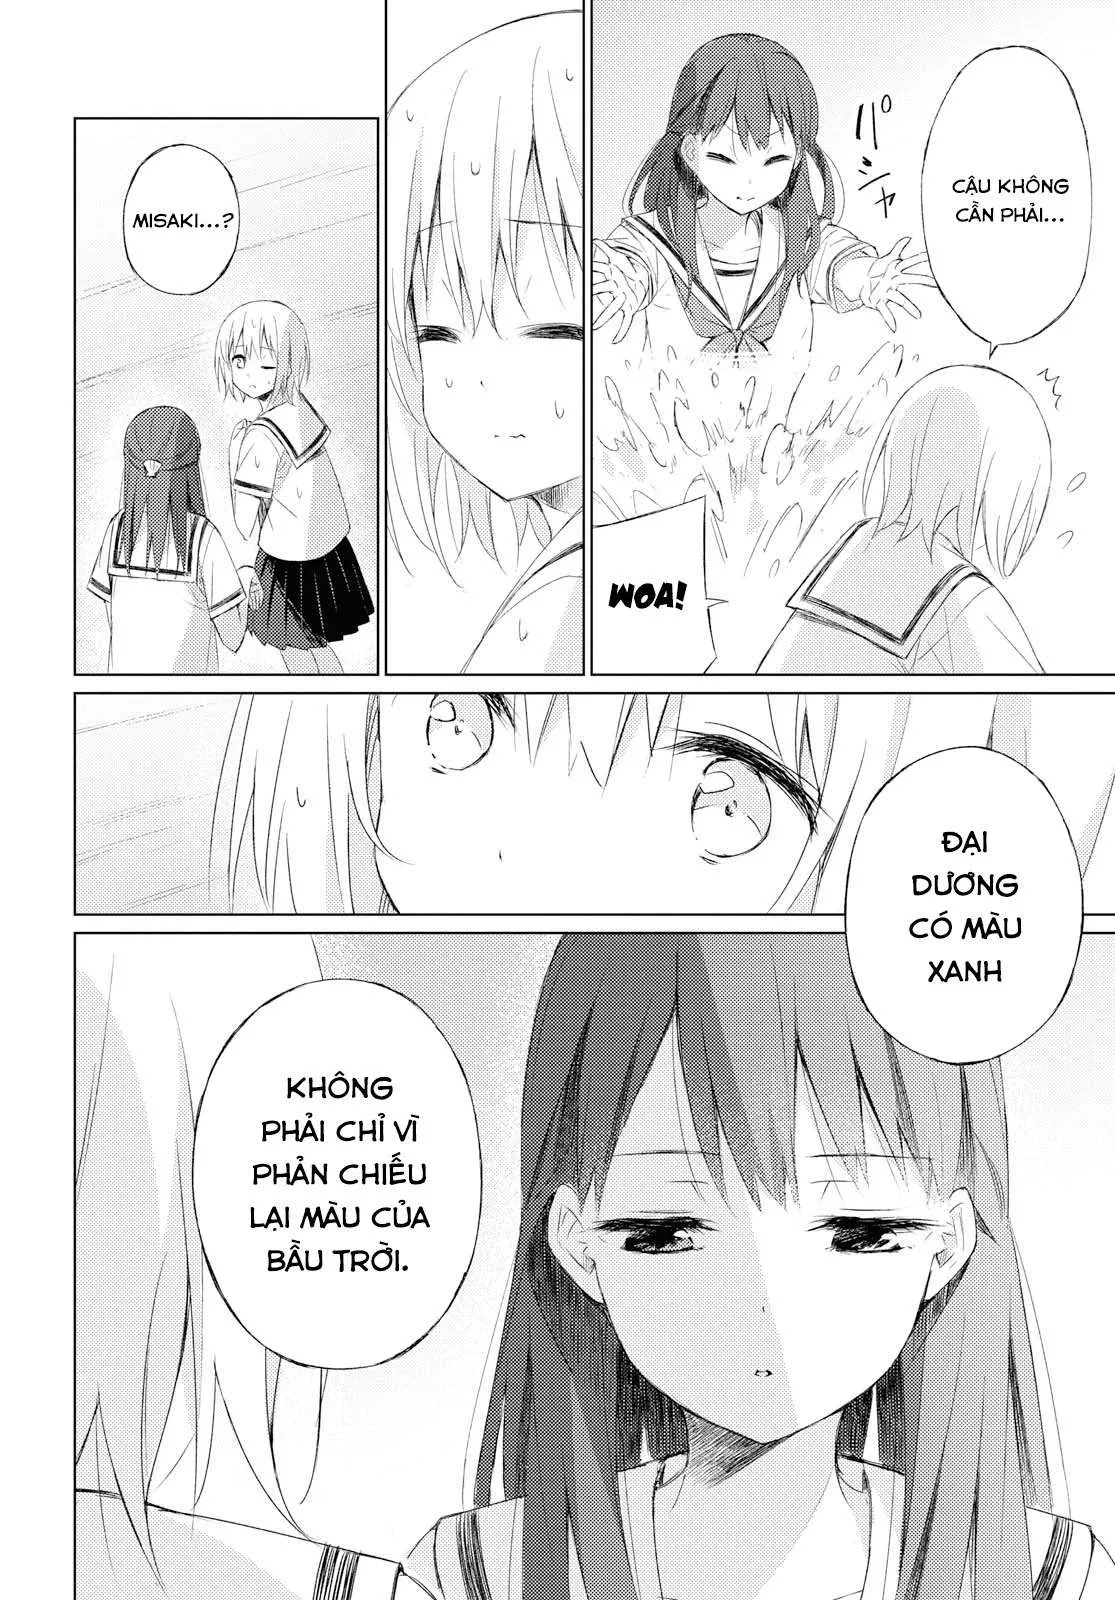 CẬU KHÔNG
CẦN PHẢI...
パシャ
WOA!
MISAKI...?
ĐẠI
DƯƠNG
CÓ MÀU
XANH
KHÔNG
PHẢI CHỈ VÌ
PHẢN CHIẾU
LẠI MÀU CỦA
BẦU TRỜI.